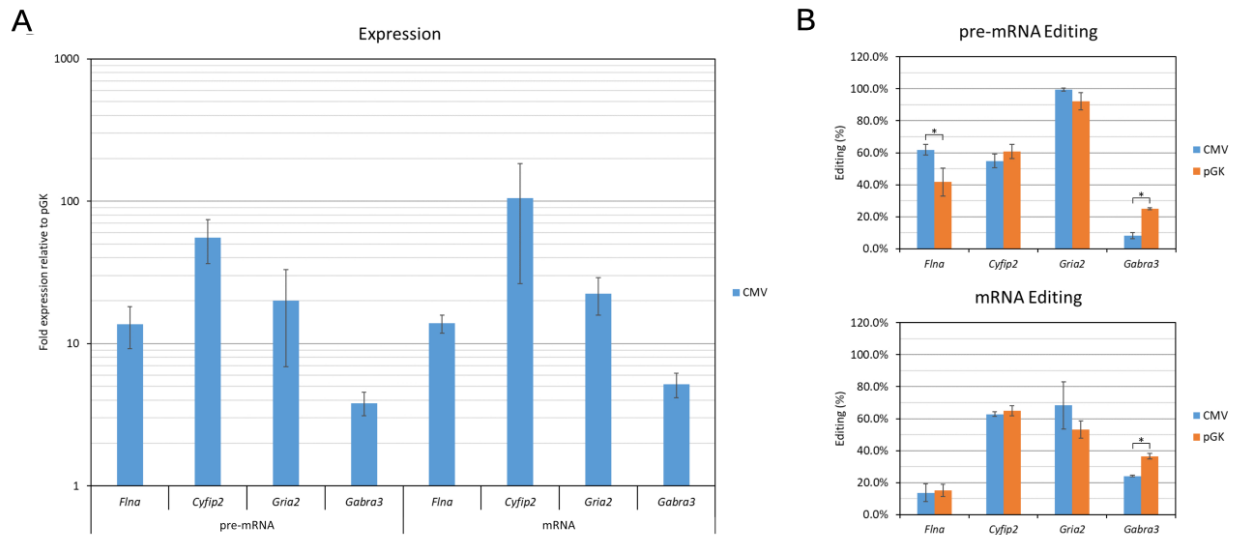 A
Expression
1000
100
10
1
Fold expression relative to pGK
Flna Cyfip2 Gria2 Gabra3 Flna Cyfip2 Gria2 Gabra3
pre-mRNA mRNA
CMV
B
pre-mRNA Editing
120.0%
100.0%
80.0%
60.0%
40.0%
20.0%
0.0%
Editing (%)
* *
Flna Cyfip2 Gria2 Gabra3
CMV
pGK
mRNA Editing
120.0%
100.0%
80.0%
60.0%
40.0%
20.0%
0.0%
Editing (%)
*
Flna Cyfip2 Gria2 Gabra3
CMV
pGK